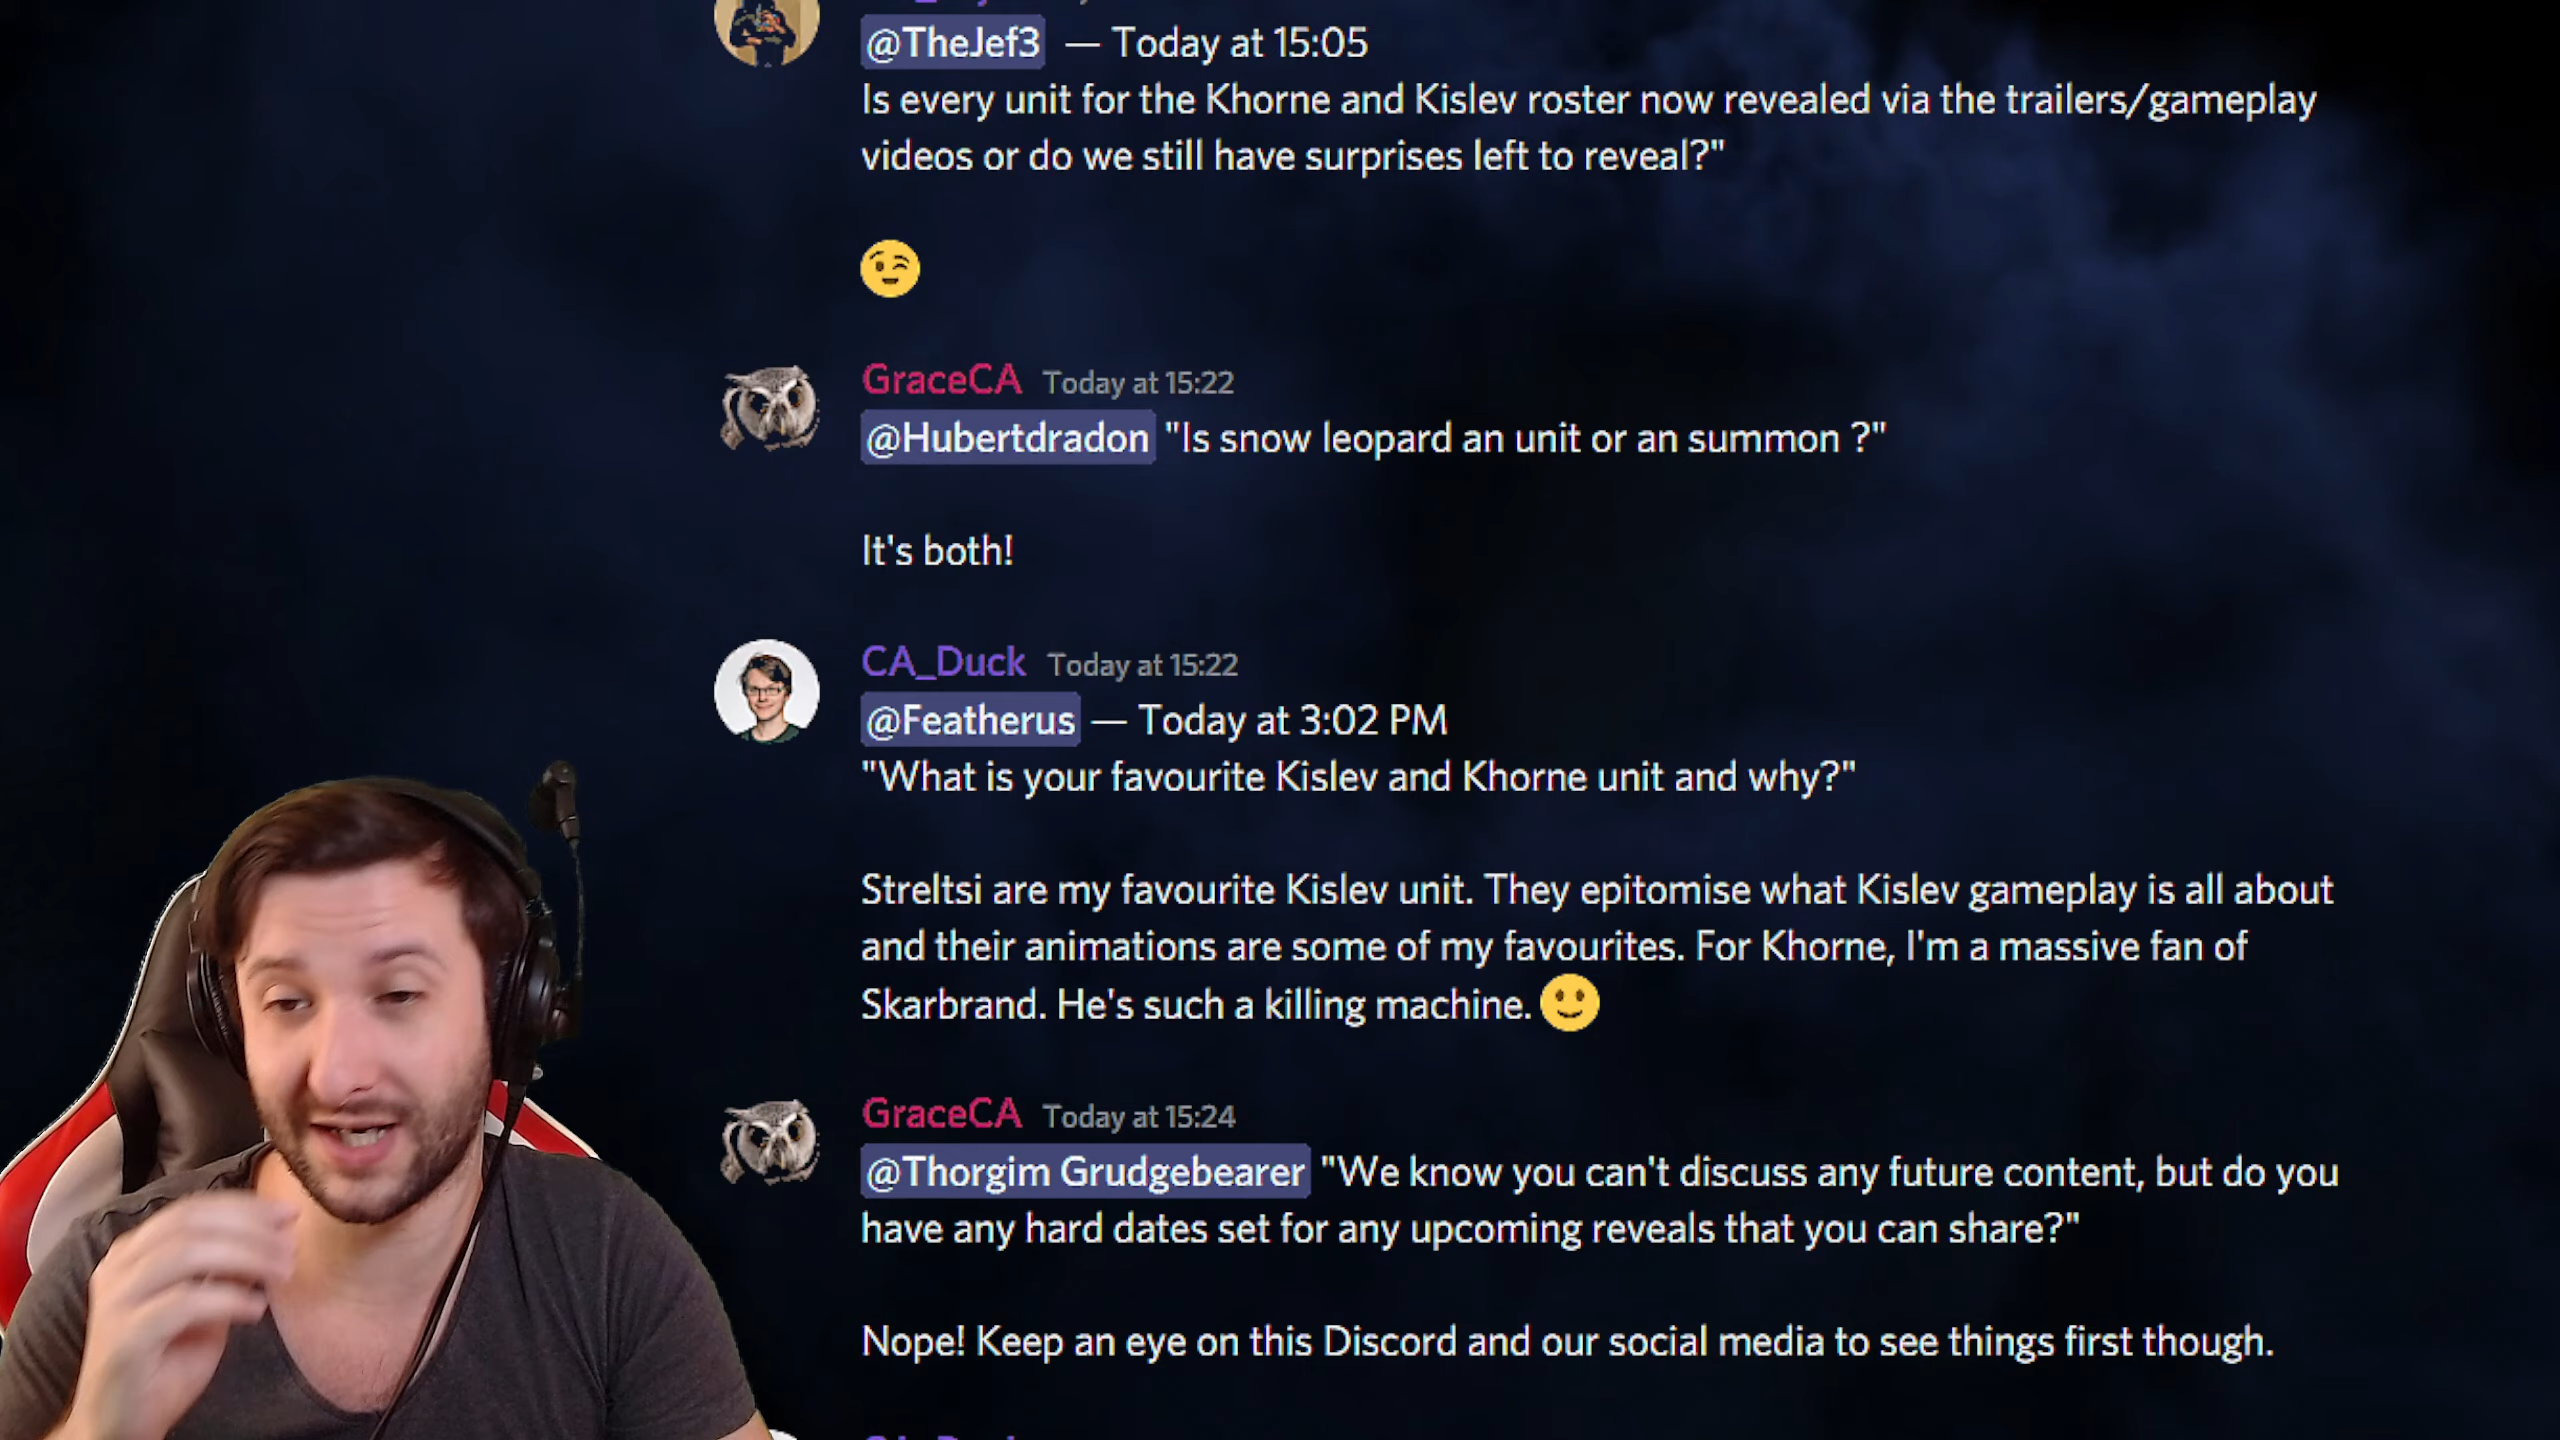 @TheJef3 — Today at 15:05
Is every unit for the Khorne and Kislev roster now revealed via the trailers/gameplay
videos or do we still have surprises left to reveal?"
GraceCA Today at 15:22
@Hubertdradon "Is snow leopard an unit or an summon ?"
It's both!
CA_Duck Today at 15:22
@Featherus — Today at 3:02 PM
"What is your favourite Kislev and Khorne unit and why?"
Streltsi are my favourite Kislev unit. They epitomise what Kislev gameplay is all about
and their animations are some of my favourites. For Khorne, I'm a massive fan of
Skarbrand. He's such a killing machine.
GraceCA Today at 15:24
@Thorgim Grudgebearer "We know you can't discuss any future content, but do you
have any hard dates set for any upcoming reveals that you can share?"
Nope! Keep an eye on this Discord and our social media to see things first though.